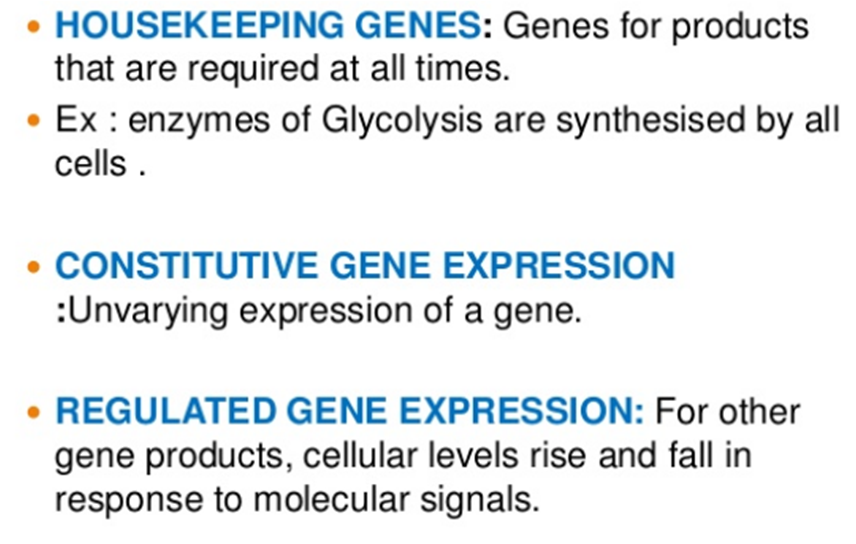 • HOUSEKEEPING GENES: Genes for products
that are required at all times.
• Ex : enzymes of Glycolysis are synthesised by all
cells .
• CONSTITUTIVE GENE EXPRESSION
:Unvarying expression of a gene.
• REGULATED GENE EXPRESSION: For other
gene products, cellular levels rise and fall in
response to molecular signals.